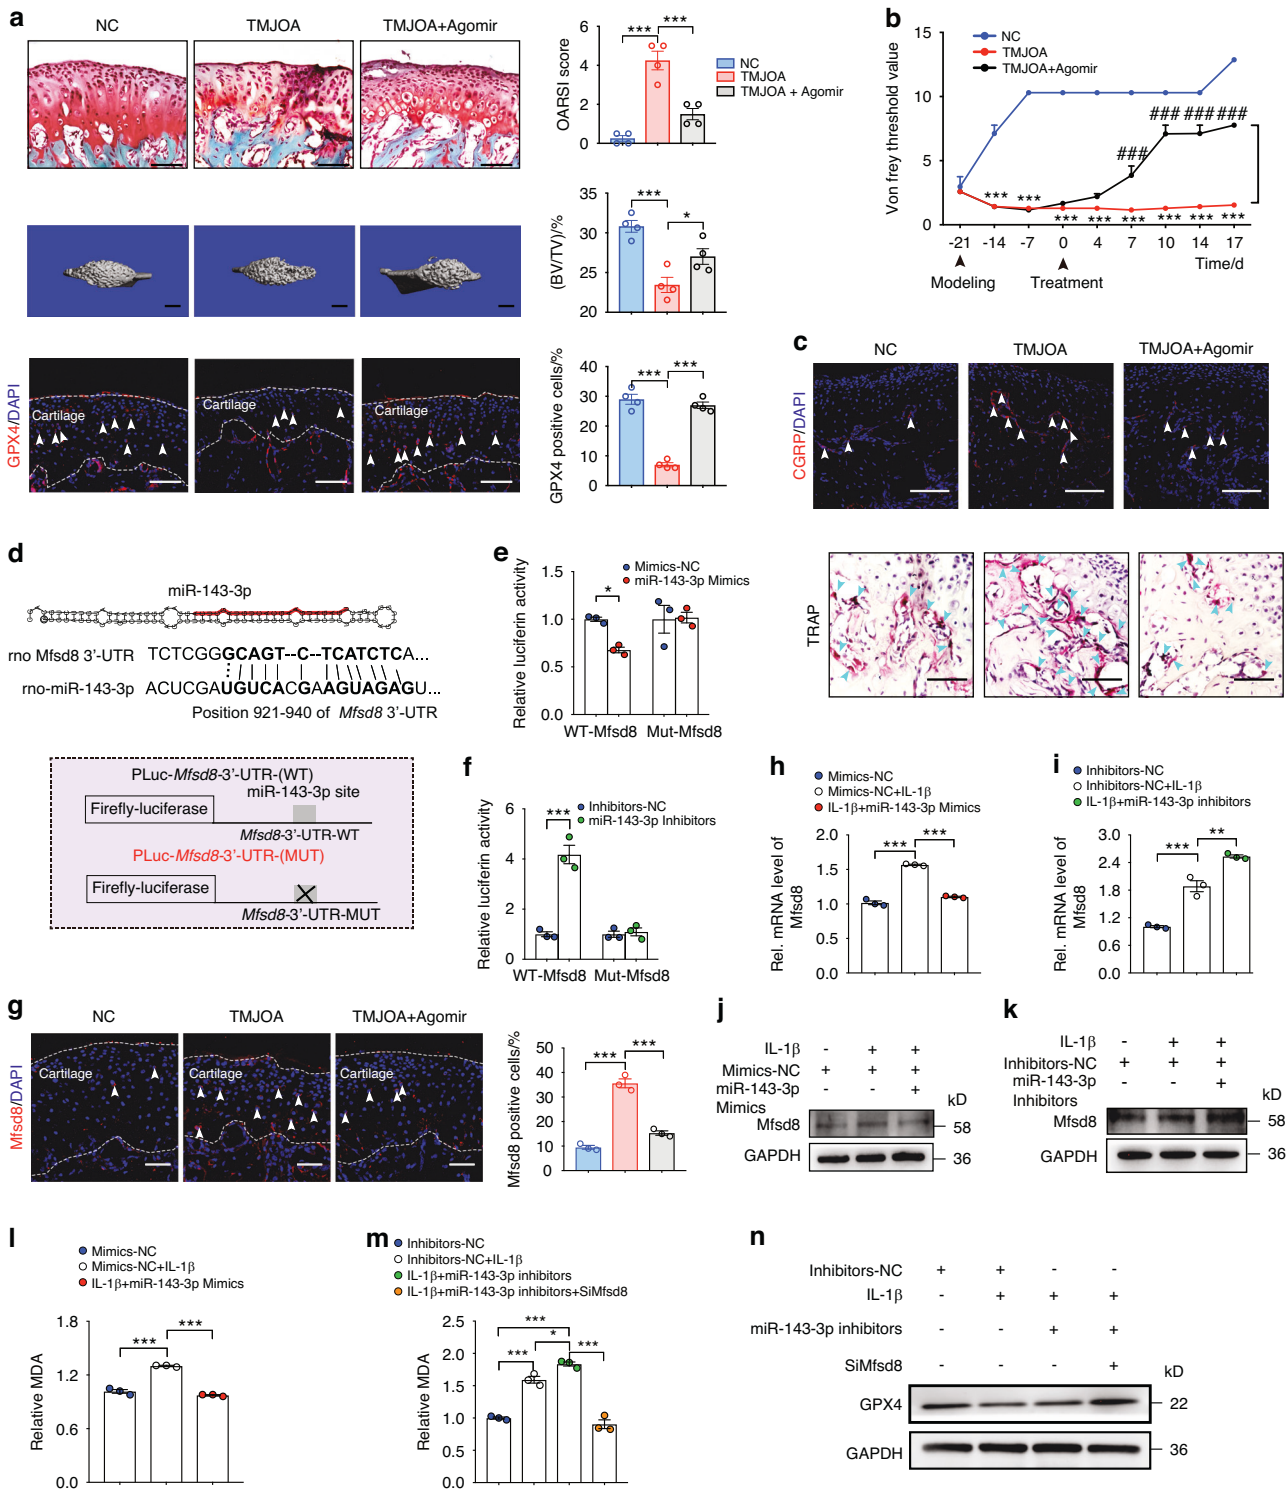 a
NC
TMJOA
TMJOA+Agomir
OARSI score
6
4
2
0
***
***
NC
TMJOA
TMJOA + Agomir
(BV/TV)/%
35
30
25
20
***
*
GPX4/DAPI
Cartilage
Cartilage
Cartilage
GPX4 positive cells/%
40
30
20
10
0
***
***
b
NC
TMJOA
TMJOA+Agomir
Von frey threshold value
15
10
5
0
###
### ### ###
*** ***
*** *** *** *** *** ***
-21 -14 -7 0 4 7 10 14 17
Time/d
Modeling
Treatment
c
NC
TMJOA
TMJOA+Agomir
CGRP/DAPI
TRAP
d
miR-143-3p
rno Mfsd8 3'-UTR TCTCGGGGCAGT--C--TCATCTCA...
rno-miR-143-3p ACUCGAUGUCACGAAGUAGAGU...
Position 921-940 of Mfsd8 3'-UTR
PLuc-Mfsd8-3'-UTR-(WT)
miR-143-3p site
Firefly-luciferase
Mfsd8-3'-UTR-WT
PLuc-Mfsd8-3'-UTR-(MUT)
Firefly-luciferase
Mfsd8-3'-UTR-MUT
e
Mimics-NC
miR-143-3p Mimics
Relative luciferin activity
1.5
1.0
0.5
0.0
*
WT-Mfsd8 Mut-Mfsd8
f
Inhibitors-NC
miR-143-3p Inhibitors
Relative luciferin activity
6
4
2
0
***
WT-Mfsd8 Mut-Mfsd8
g
NC
TMJOA
TMJOA+Agomir
Mfsd8/DAPI
Cartilage
Cartilage
Cartilage
Mfsd8 positive cells/%
50
40
30
20
10
0
***
***
h
Mimics-NC
Mimics-NC+IL-1β
IL-1β+miR-143-3p Mimics
Rel. mRNA level of
Mfsd8
2.0
1.5
1.0
0.5
0.0
***
***
i
Inhibitors-NC
Inhibitors-NC+IL-1β
IL-1β+miR-143-3p inhibitors
Rel. mRNA level of
Mfsd8
3.0
2.4
1.8
1.2
0.6
0.0
***
**
j
IL-1β - + +
Mimics-NC + + +
miR-143-3p - - +
Mimics
kD
Mfsd8
58
GAPDH
36
k
IL-1β - + +
Inhibitors-NC + + +
miR-143-3p - - +
Inhibitors
kD
Mfsd8
58
GAPDH
36
l
Mimics-NC
Mimics-NC+IL-1β
IL-1β+miR-143-3p Mimics
Relative MDA
1.8
1.2
0.6
0.0
***
***
m
Inhibitors-NC
Inhibitors-NC+IL-1β
IL-1β+miR-143-3p inhibitors
IL-1β+miR-143-3p inhibitors+SiMfsd8
Relative MDA
2.5
2.0
1.5
1.0
0.5
0.0
***
*
***
***
n
Inhibitors-NC + + - -
IL-1β - + + +
miR-143-3p inhibitors - - + +
SiMfsd8 - - - +
kD
GPX4
22
GAPDH
36